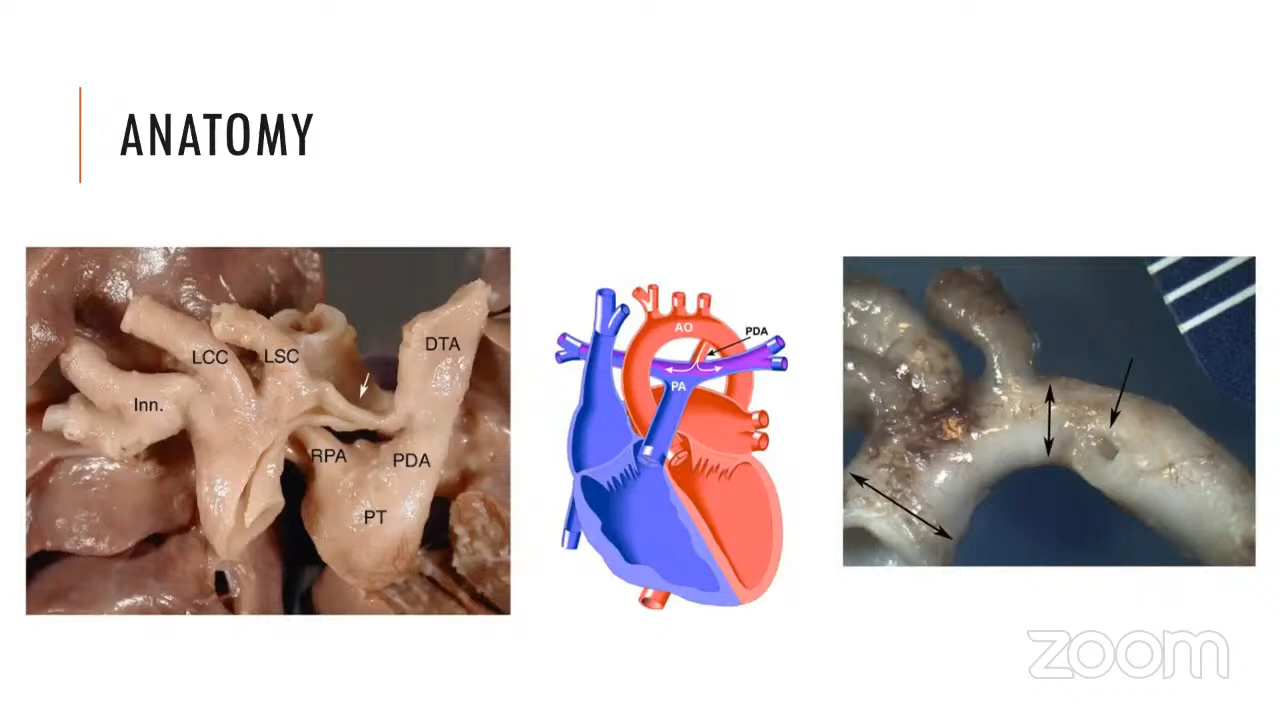 ANATOMY
LCC
LSC
DTA
Inn.
RPA
PDA
PT
AO
PDA
PA
zoom